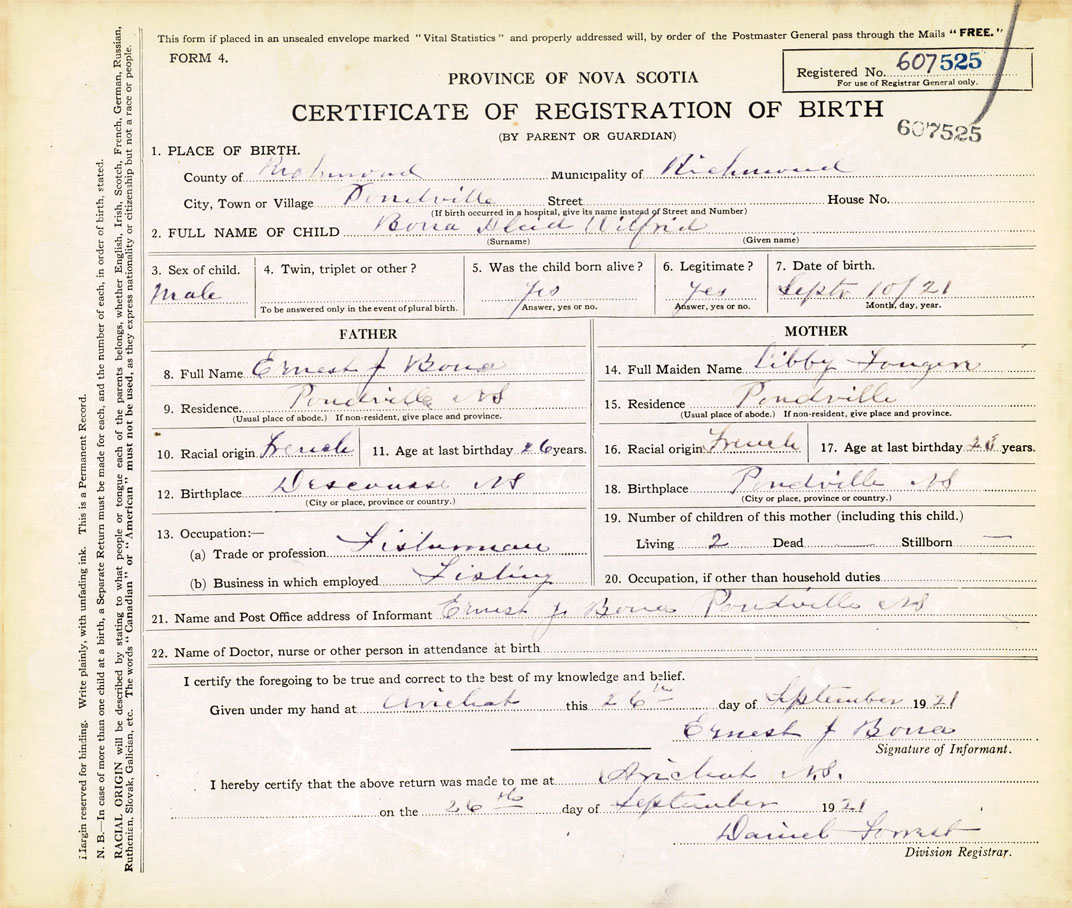 This form if placed in an unsealed envelope marked "Vital Statistics" and properly addressed will, by order of the Postmaster General pass through the Mails "FREE."
FORM 4.
Registered No. 607525
For use of Registrar General only.
PROVINCE OF NOVA SCOTIA
CERTIFICATE OF REGISTRATION OF BIRTH
607525
(BY PARENT OR GUARDIAN)
1. PLACE OF BIRTH.
County of Richmond Municipality of Richmond
City, Town or Village Pondville Street House No.
(If birth occurred in a hospital, give its name instead of Street and Number)
2. FULL NAME OF CHILD Bona Wilfrid
(Surname) (Given name)
3. Sex of child. 4. Twin, triplet or other? 5. Was the child born alive? 6. Legitimate? 7. Date of birth.
Male yes yes Septr 10/21
To be answered only in the event of plural birth. Answer, yes or no. Answer, yes or no. Month, day, year.
FATHER
8. Full Name Ernest J Bona
9. Residence. Pondville NS
(Usual place of abode.) If non-resident, give place and province.
10. Racial origin French 11. Age at last birthday 26 years.
12. Birthplace Descousse NS
(City or place, province or country.)
13. Occupation:—
(a) Trade or profession Fisherman
(b) Business in which employed Fishing
MOTHER
14. Full Maiden Name Libby Fougere
15. Residence Pondville
(Usual place of abode.) If non-resident, give place and province.
16. Racial origin French 17. Age at last birthday years.
18. Birthplace Pondville NS
(City or place, province or country.)
19. Number of children of this mother (including this child.)
Living 2 Dead — Stillborn —
20. Occupation, if other than household duties
21. Name and Post Office address of Informant Ernest J Bona Pondville NS
22. Name of Doctor, nurse or other person in attendance at birth
I certify the foregoing to be true and correct to the best of my knowledge and belief.
Given under my hand at Arichat this 26th day of September 1921
Ernest J Bona
Signature of Informant.
I hereby certify that the above return was made to me at Arichat N.S.
on the 26th day of September 1921
Daniel Forrest
Division Registrar.
Margin reserved for binding. Write plainly, with unfading ink. This is a Permanent Record.
N. B.—In case of more than one child at a birth, a Separate Return must be made for each, and the number of each, in order of birth, stated.
RACIAL ORIGIN will be described by stating to what people or tongue each of the parents belongs, whether English, Irish, Scotch, French, German, Russian,
Ruthenian, Slovak, Galician, etc. The words "Canadian" or "American" must not be used, as they express nationality or citizenship but not a race or people.